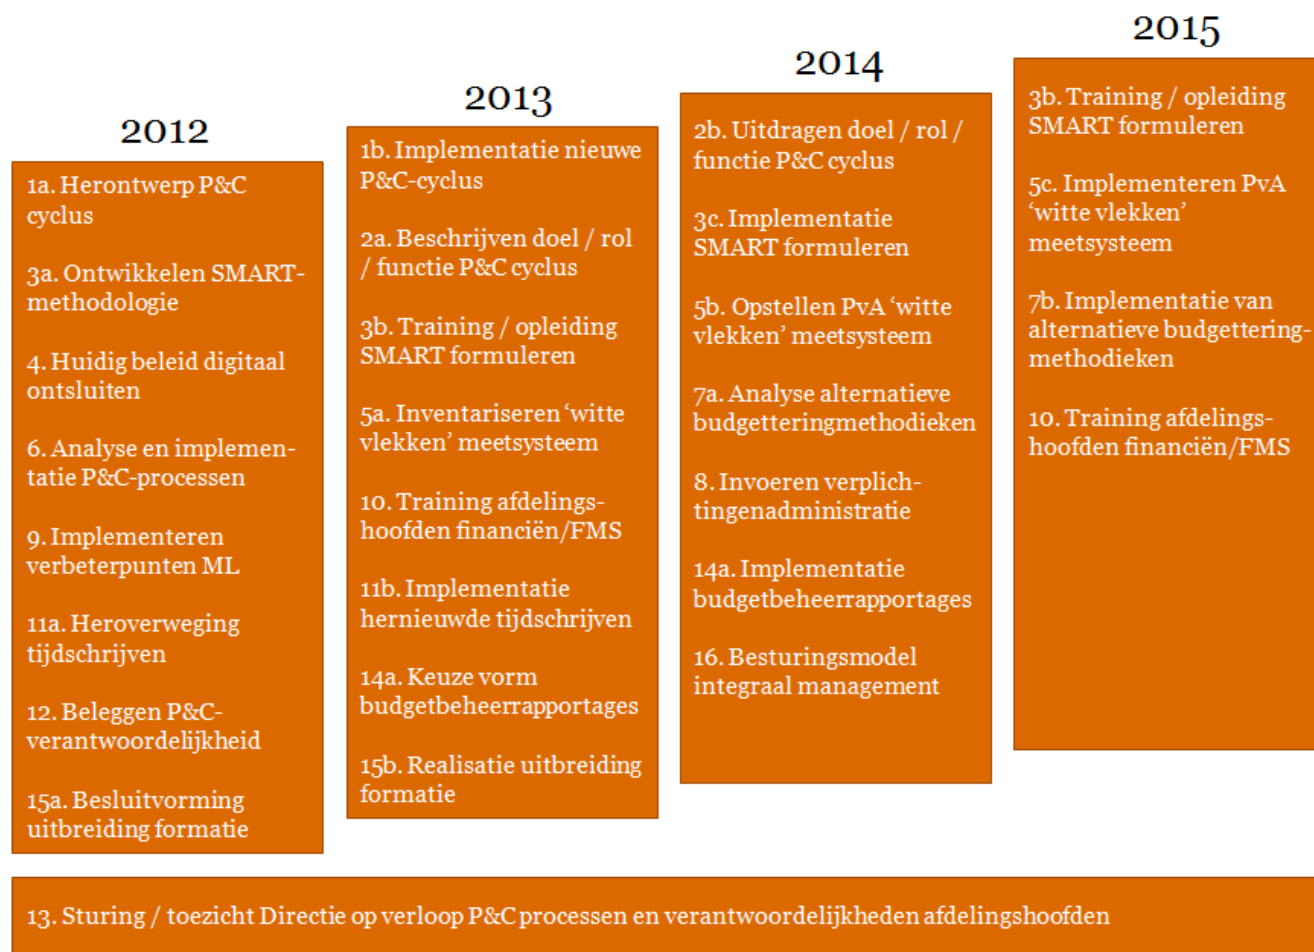 2012
1a. Herontwerp P&C
cyclus
3a. Ontwikkelen SMART-
methodologie
4. Huidig beleid digitaal
ontsluiten
6. Analyse en implemen-
tatie P&C-processen
9. Implementeren
verbeterpunten ML
11a. Heroverweging
tijdschrijven
12. Beleggen P&C-
verantwoordelijkheid
15a. Besluitvorming
uitbreiding formatie
2013
1b. Implementatie nieuwe
P&C-cyclus
2a. Beschrijven doel / rol
/ functie P&C cyclus
3b. Training / opleiding
SMART formuleren
5a. Inventariseren ‘witte
vlekken’ meetsysteem
10. Training afdelings-
hoofden financiën/FMS
11b. Implementatie
hernieuwde tijdschrijven
14a. Keuze vorm
budgetbeheerrapportages
15b. Realisatie uitbreiding
formatie
2014
2b. Uitdragen doel / rol /
functie P&C cyclus
3c. Implementatie
SMART formuleren
5b. Opstellen PvA ‘witte
vlekken’ meetsysteem
7a. Analyse alternatieve
budgetteringmethodieken
8. Invoeren verplich-
tingenadministratie
14a. Implementatie
budgetbeheerrapportages
16. Besturingsmodel
integraal management
2015
3b. Training / opleiding
SMART formuleren
5c. Implementeren PvA
‘witte vlekken’
meetsysteem
7b. Implementatie van
alternatieve budgettering-
methodieken
10. Training afdelings-
hoofden financiën/FMS
13. Sturing / toezicht Directie op verloop P&C processen en verantwoordelijkheden afdelingshoofden